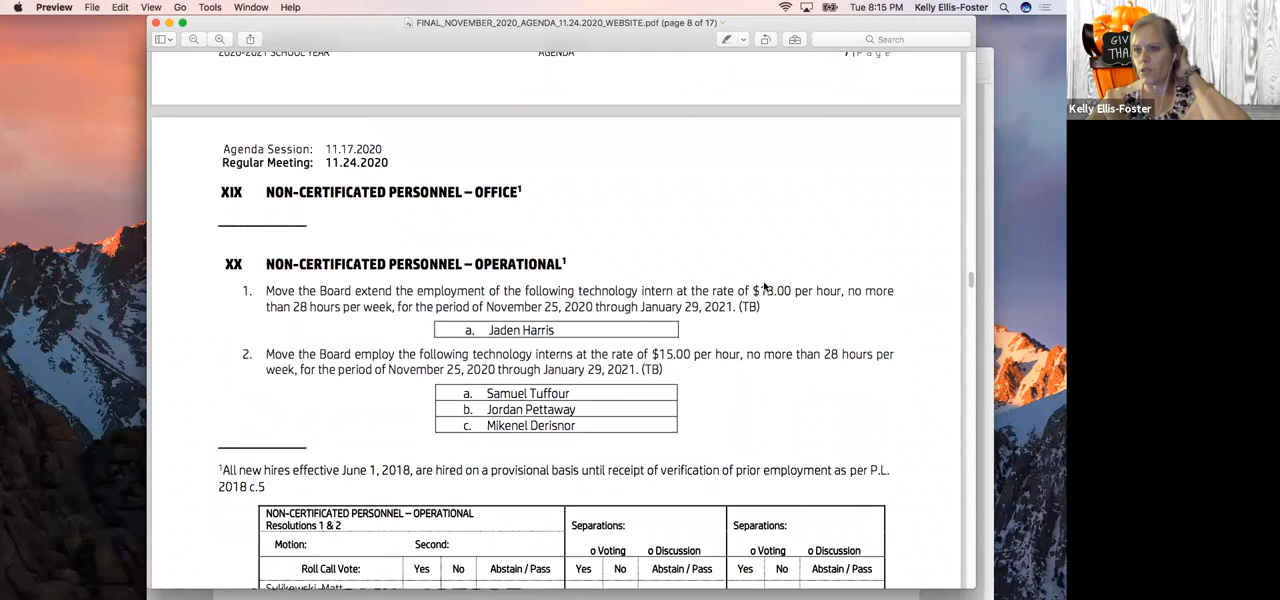 Preview File Edit View Go Tools Window Help Tue 8:15 PM Kelly Ellis-Foster
FINAL_NOVEMBER_2020_AGENDA_11.24.2020_WEBSITE.pdf (page 8 of 17)
Search
2020-2021 SCHOOL YEAR AGENDA 7 | P a g e
GIV
THA
Kelly Ellis-Foster
Agenda Session: 11.17.2020
Regular Meeting: 11.24.2020
XIX NON-CERTIFICATED PERSONNEL – OFFICE¹
XX NON-CERTIFICATED PERSONNEL – OPERATIONAL¹
1. Move the Board extend the employment of the following technology intern at the rate of $13.00 per hour, no more
than 28 hours per week, for the period of November 25, 2020 through January 29, 2021. (TB)
a. Jaden Harris
2. Move the Board employ the following technology interns at the rate of $15.00 per hour, no more than 28 hours per
week, for the period of November 25, 2020 through January 29, 2021. (TB)
a. Samuel Tuffour
b. Jordan Pettaway
c. Mikenel Derisnor
¹All new hires effective June 1, 2018, are hired on a provisional basis until receipt of verification of prior employment as per P.L.
2018 c.5
NON-CERTIFICATED PERSONNEL – OPERATIONAL
Resolutions 1 & 2
Separations: Separations:
Motion: Second:
o Voting o Discussion o Voting o Discussion
Roll Call Vote: Yes No Abstain / Pass Yes No Abstain / Pass Yes No Abstain / Pass
Sulikowski, Matt